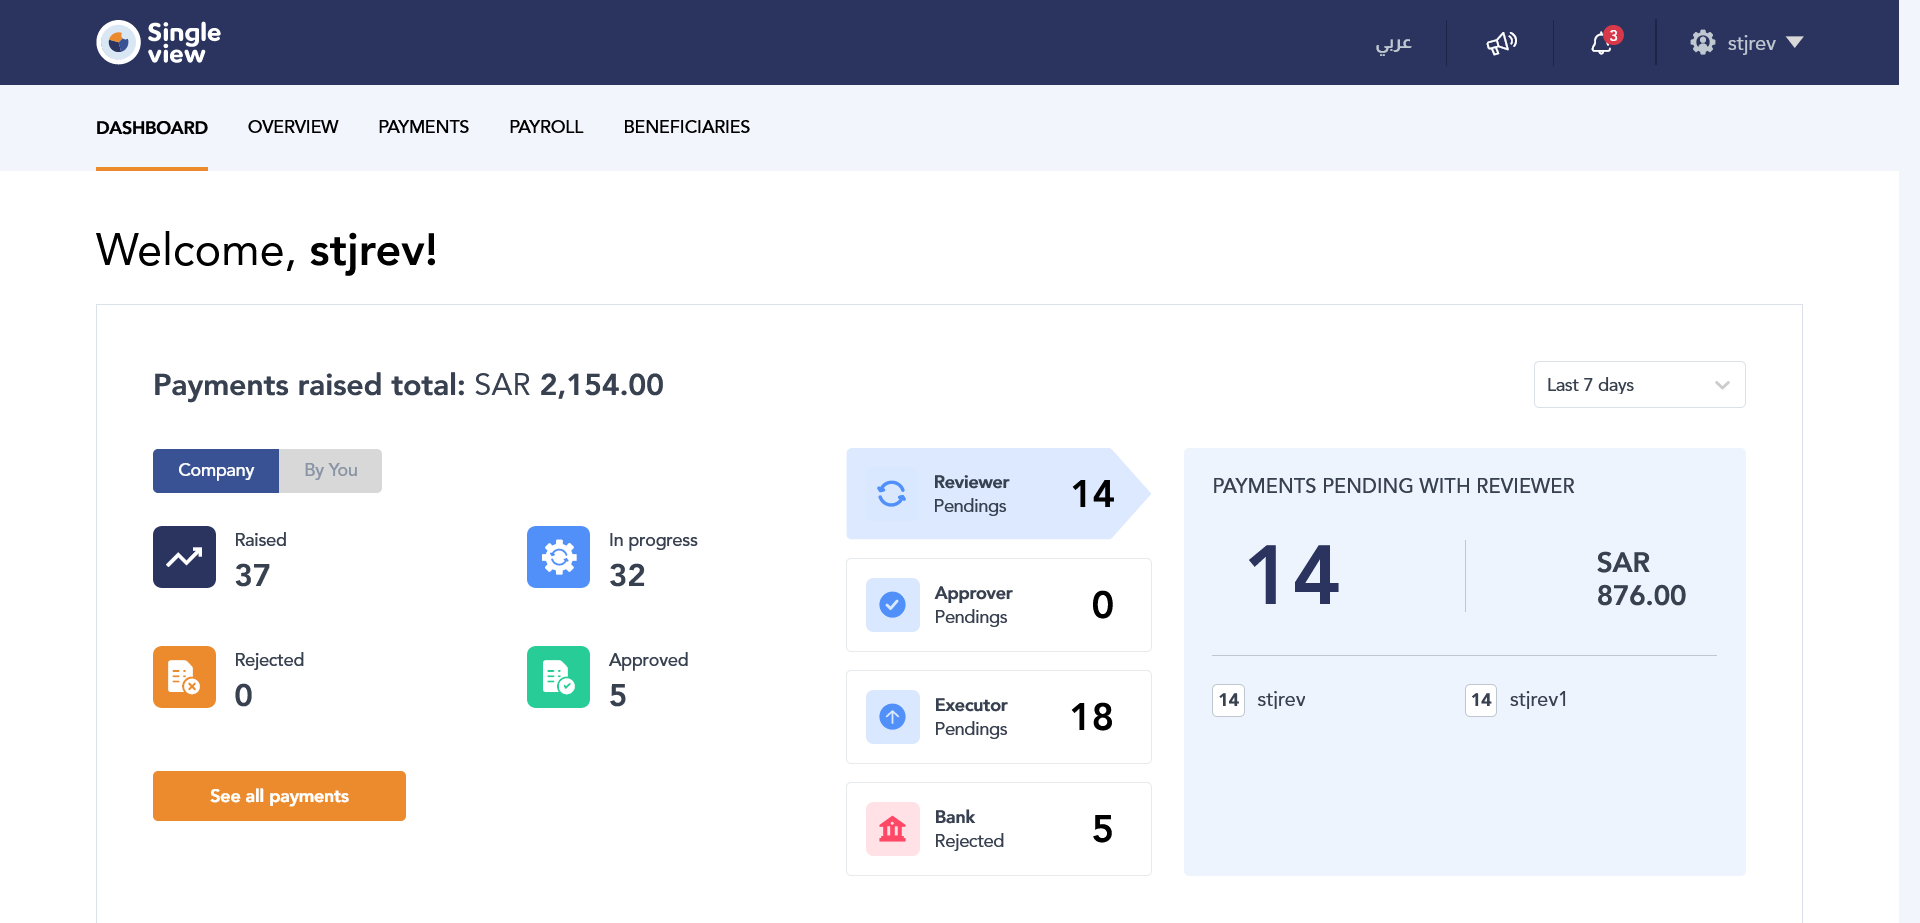 Single
view
عربي
3
stjrev
DASHBOARD
OVERVIEW
PAYMENTS
PAYROLL
BENEFICIARIES
Welcome, stjrev!
Payments raised total: SAR 2,154.00
Last 7 days
Company
By You
Raised
37
In progress
32
Rejected
0
Approved
5
See all payments
Reviewer
Pendings
14
Approver
Pendings
0
Executor
Pendings
18
Bank
Rejected
5
PAYMENTS PENDING WITH REVIEWER
14
SAR
876.00
14 stjrev
14 stjrev1